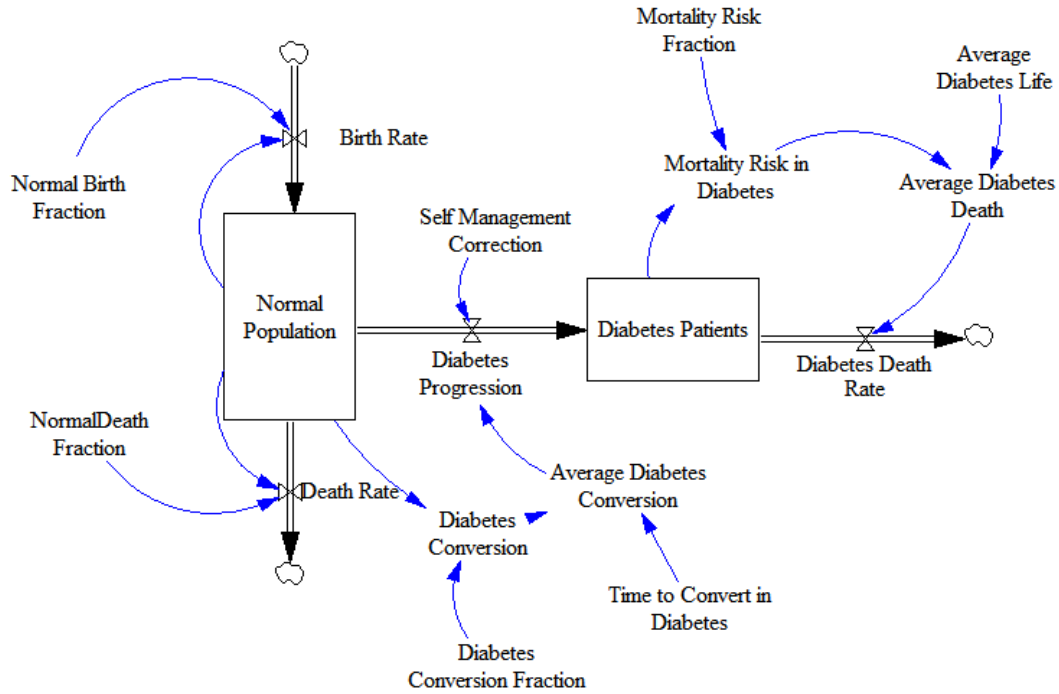 Mortality Risk
Fraction
Average
Diabetes Life
Birth Rate
Normal Birth
Fraction
Mortality Risk in
Diabetes
Average Diabetes
Death
Self Management
Correction
Normal
Population
Diabetes Patients
Diabetes
Progression
Diabetes Death
Rate
NormalDeath
Fraction
Death Rate
Average Diabetes
Conversion
Diabetes
Conversion
Time to Convert in
Diabetes
Diabetes
Conversion Fraction